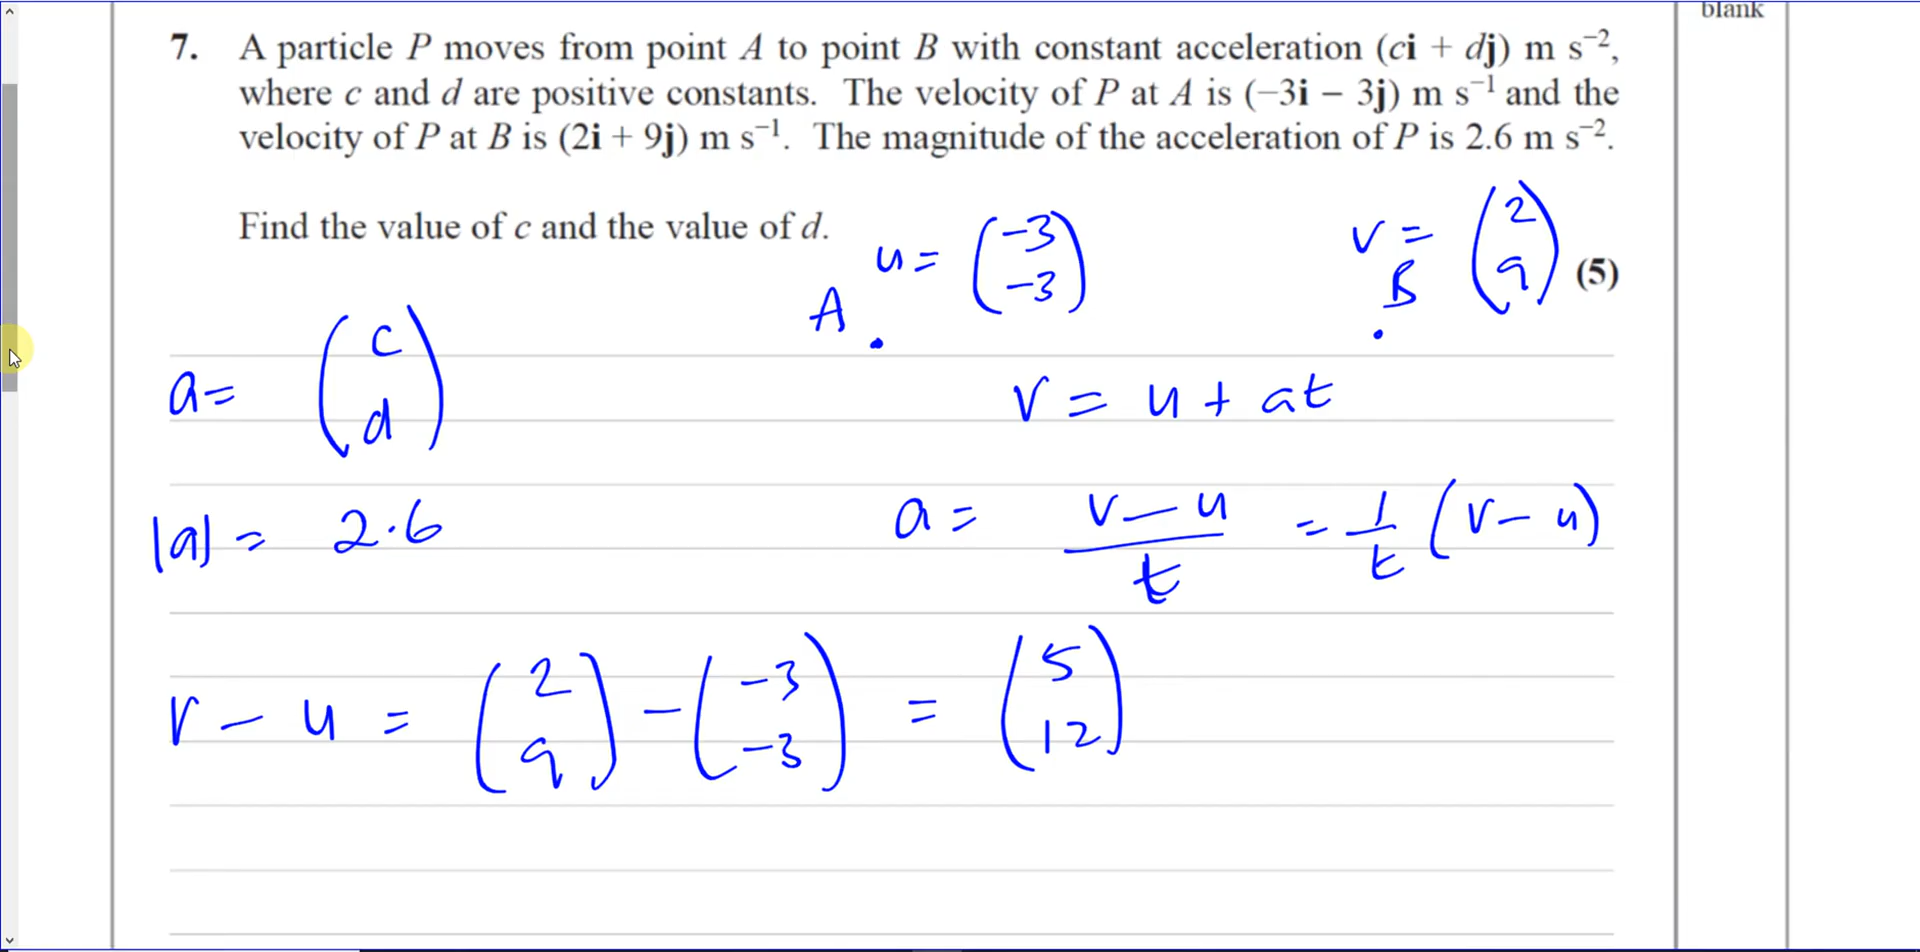 blank
7. A particle P moves from point A to point B with constant acceleration (ci + dj) m s⁻²,
where c and d are positive constants. The velocity of P at A is (−3i − 3j) m s⁻¹ and the
velocity of P at B is (2i + 9j) m s⁻¹. The magnitude of the acceleration of P is 2.6 m s⁻².
Find the value of c and the value of d.
(5)
A u = (-3 -3)
v = (2 9) B
a = (c d)
v = u + at
|a| = 2.6
a = v - u / t = 1/t (v - u)
v - u = (2 9) - (-3 -3) = (5 12)